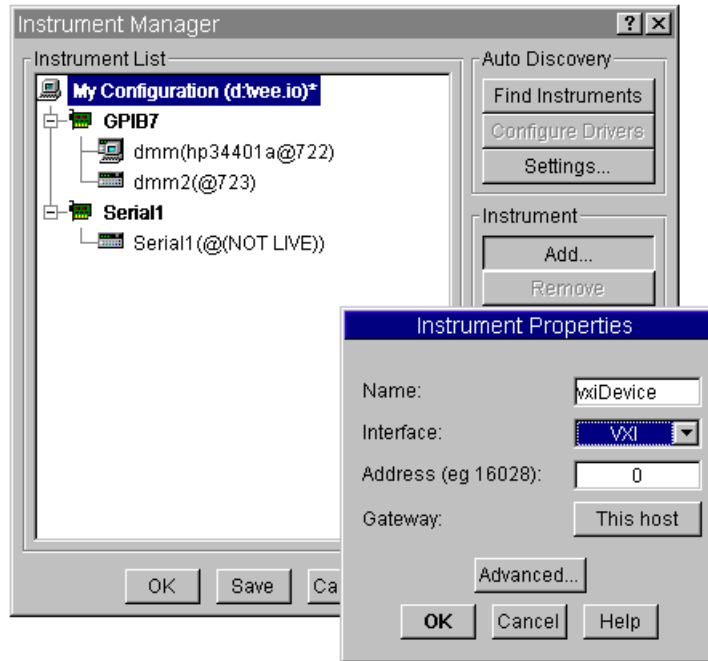 Instrument Manager
Instrument List
My Configuration (d:\vee.io)*
GPIB7
dmm(hp34401a@722)
dmm2(@723)
Serial1
Serial1(@(NOT LIVE))
Auto Discovery
Find Instruments
Configure Drivers
Settings...
Instrument
Add...
Remove
OK Save Ca
Instrument Properties
Name: vxiDevice
Interface: VXI
Address (eg 16028): 0
Gateway: This host
Advanced...
OK Cancel Help